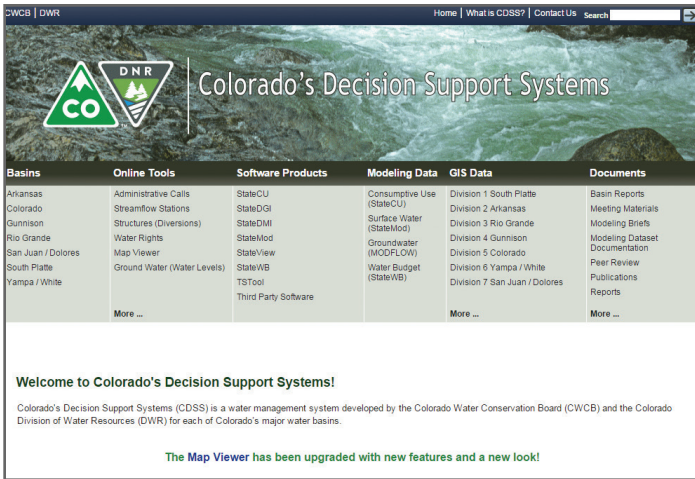 CWCB | DWR
Home | What is CDSS? | Contact Us Search
DNR
CO
TM
Colorado's Decision Support Systems
Basins
Arkansas
Colorado
Gunnison
Rio Grande
San Juan / Dolores
South Platte
Yampa / White
Online Tools
Administrative Calls
Streamflow Stations
Structures (Diversions)
Water Rights
Map Viewer
Ground Water (Water Levels)
More ...
Software Products
StateCU
StateDGI
StateDMI
StateMod
StateView
StateWB
TSTool
Third Party Software
Modeling Data
Consumptive Use
(StateCU)
Surface Water
(StateMod)
Groundwater
(MODFLOW)
Water Budget
(StateWB)
GIS Data
Division 1 South Platte
Division 2 Arkansas
Division 3 Rio Grande
Division 4 Gunnison
Division 5 Colorado
Division 6 Yampa / White
Division 7 San Juan / Dolores
More ...
Documents
Basin Reports
Meeting Materials
Modeling Briefs
Modeling Dataset
Documentation
Peer Review
Publications
Reports
More ...
Welcome to Colorado's Decision Support Systems!
Colorado's Decision Support Systems (CDSS) is a water management system developed by the Colorado Water Conservation Board (CWCB) and the Colorado
Division of Water Resources (DWR) for each of Colorado's major water basins.
The Map Viewer has been upgraded with new features and a new look!